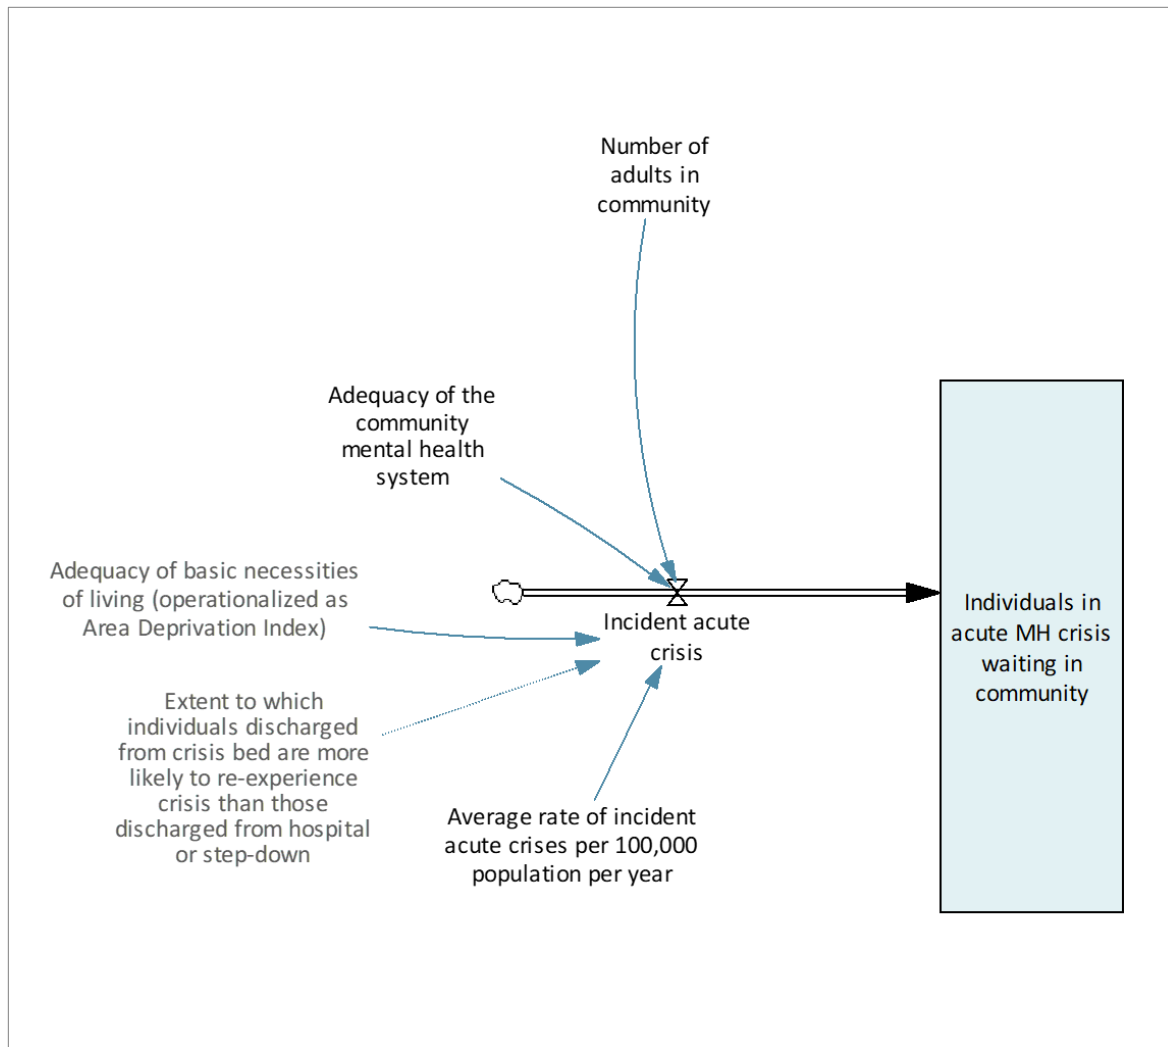 Number of
adults in
community
Adequacy of the
community
mental health
system
Adequacy of basic necessities
of living (operationalized as
Area Deprivation Index)
Incident acute
crisis
Individuals in
acute MH crisis
waiting in
community
Extent to which
individuals discharged
from crisis bed are more
likely to re-experience
crisis than those
discharged from hospital
or step-down
Average rate of incident
acute crises per 100,000
population per year